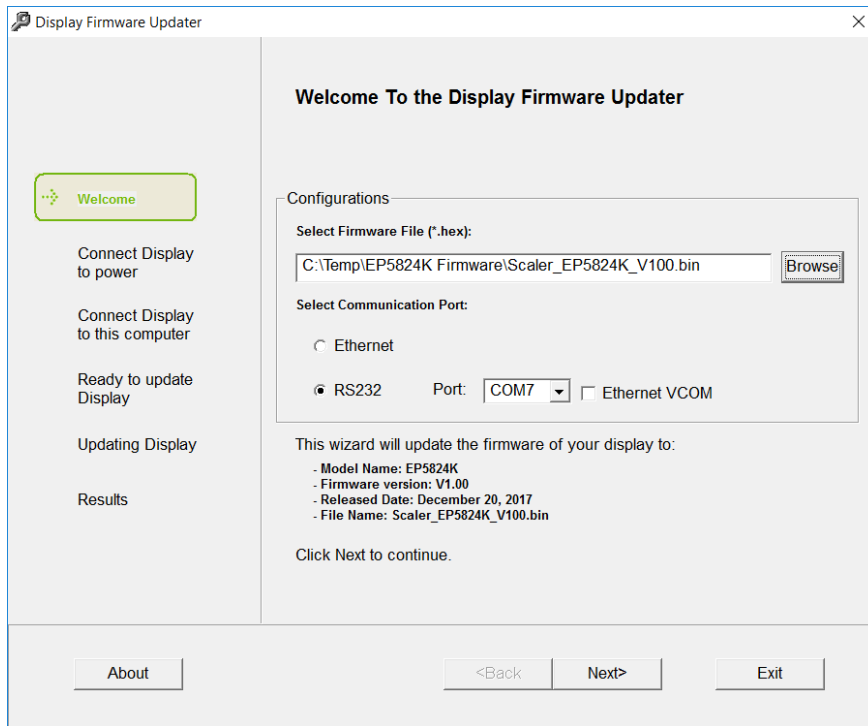 Display Firmware Updater
Welcome To the Display Firmware Updater
Welcome
Connect Display
to power
Connect Display
to this computer
Ready to update
Display
Updating Display
Results
Configurations
Select Firmware File (*.hex):
C:\Temp\EP5824K Firmware\Scaler_EP5824K_V100.bin
Browse
Select Communication Port:
Ethernet
RS232 Port: COM7 Ethernet VCOM
This wizard will update the firmware of your display to:
- Model Name: EP5824K
- Firmware version: V1.00
- Released Date: December 20, 2017
- File Name: Scaler_EP5824K_V100.bin
Click Next to continue.
About <Back Next> Exit